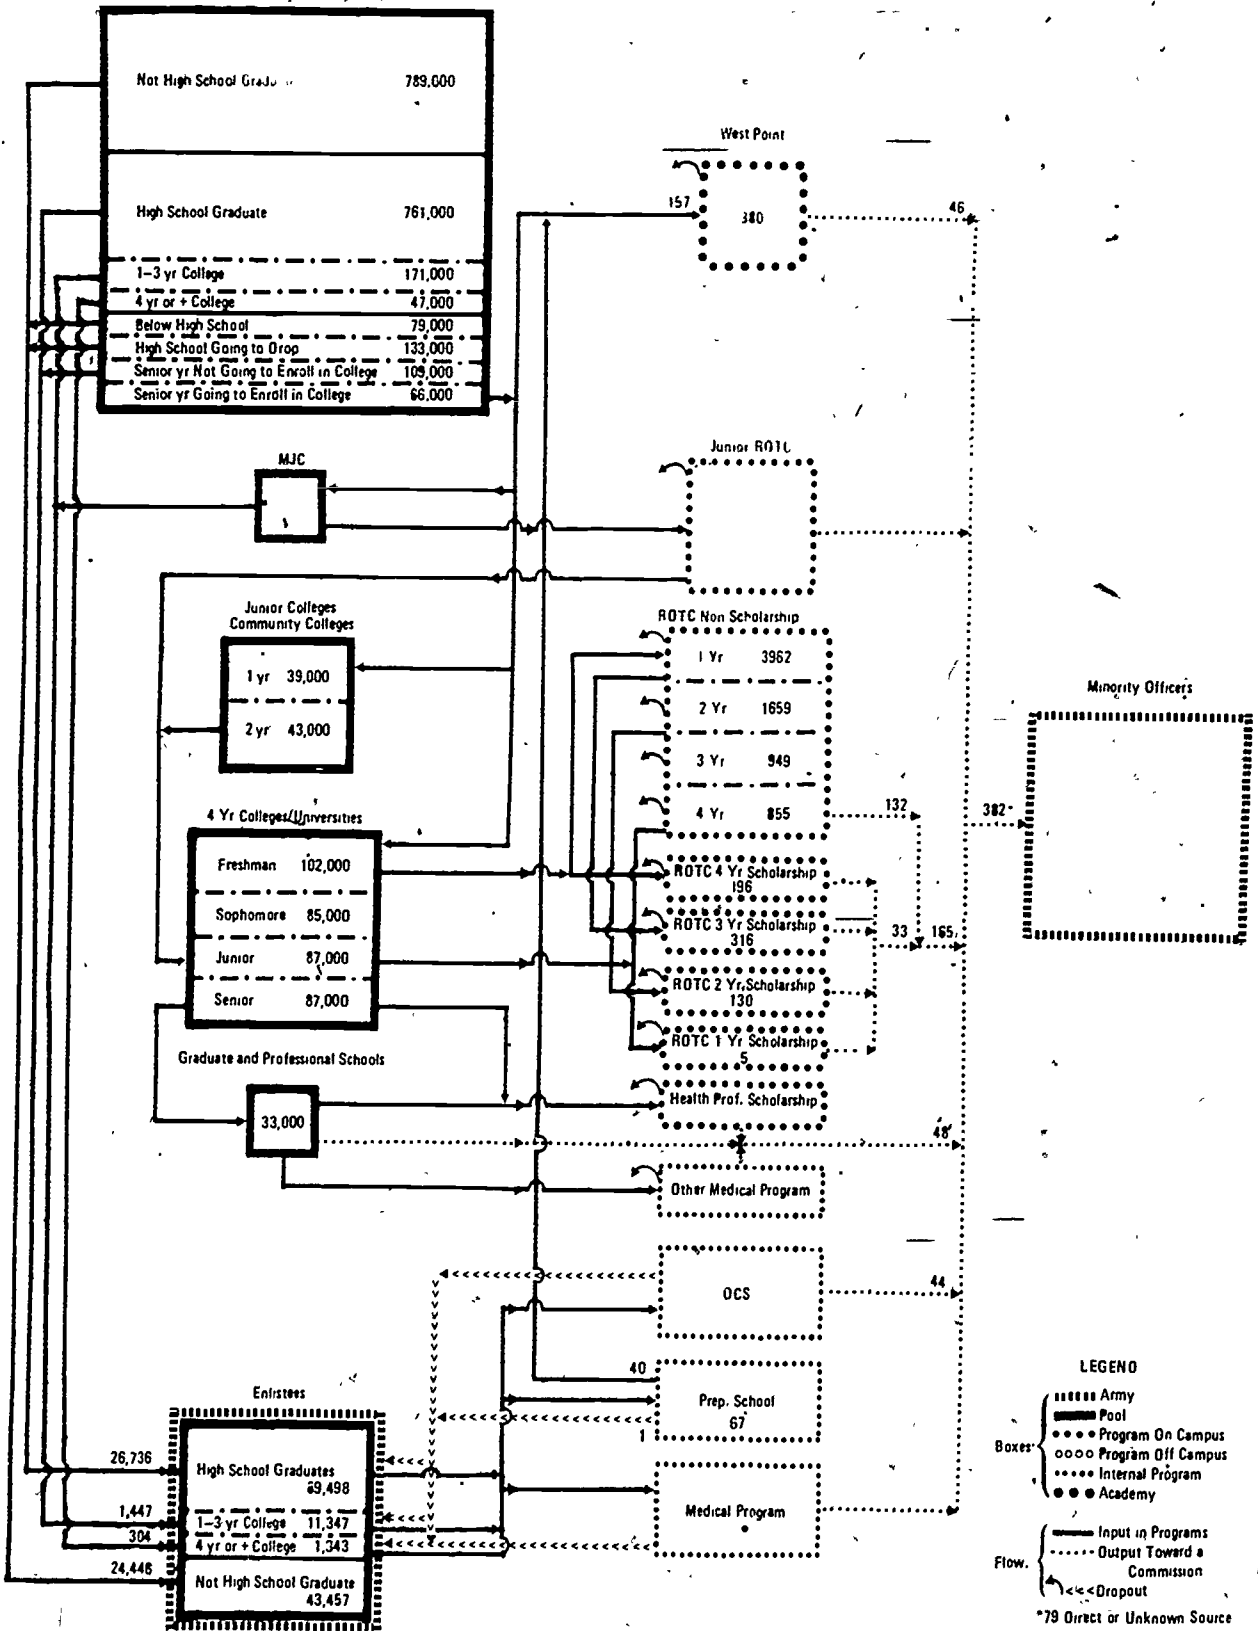 Not High School 789,000
High School Graduate 761,000
1-3 yr College 171,000
4 yr or + College 47,000
Below High School 79,000
High School Going to Drop 133,000
Senior yr Not Going to Enroll in College 109,000
Senior yr Going to Enroll in College 66,000
West Point
157
380
46
MJC
Junior ROTC
Junior Colleges
Community Colleges
1 yr 39,000
2 yr 43,000
ROTC Non Scholarship
1 Yr 3962
2 Yr 1659
3 Yr 949
4 Yr 855
132
Minority Officers
382*
4 Yr Colleges/Universities
Freshman 102,000
Sophomore 85,000
Junior 87,000
Senior 87,000
ROTC 4 Yr Scholarship
196
ROTC 3 Yr Scholarship
316
33
165
ROTC 2 Yr Scholarship
130
ROTC 1 Yr Scholarship
5
Graduate and Professional Schools
33,000
Health Prof. Scholarship
48
Other Medical Program
OCS
44
40
Prep. School
67
1
Medical Program
Enlistees
26,736
High School Graduates
1,447
1-3 yr College 11,347
304
4 yr or + College 1,343
24,446
Not High School Graduate
43,457
LEGEND
Boxes
Army
Pool
Program On Campus
Program Off Campus
Internal Program
Academy
Flow.
Input in Programs
Output Toward a
Commission
Dropout
*79 Direct or Unknown Source